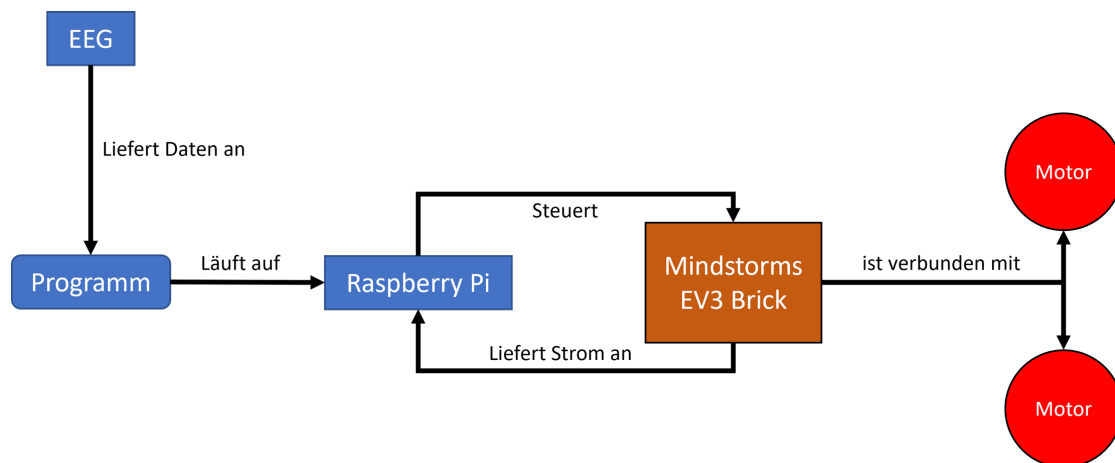 EEG
Liefert Daten an
Programm
Läuft auf
Raspberry Pi
Steuert
Liefert Strom an
Mindstorms
EV3 Brick
ist verbunden mit
Motor
Motor